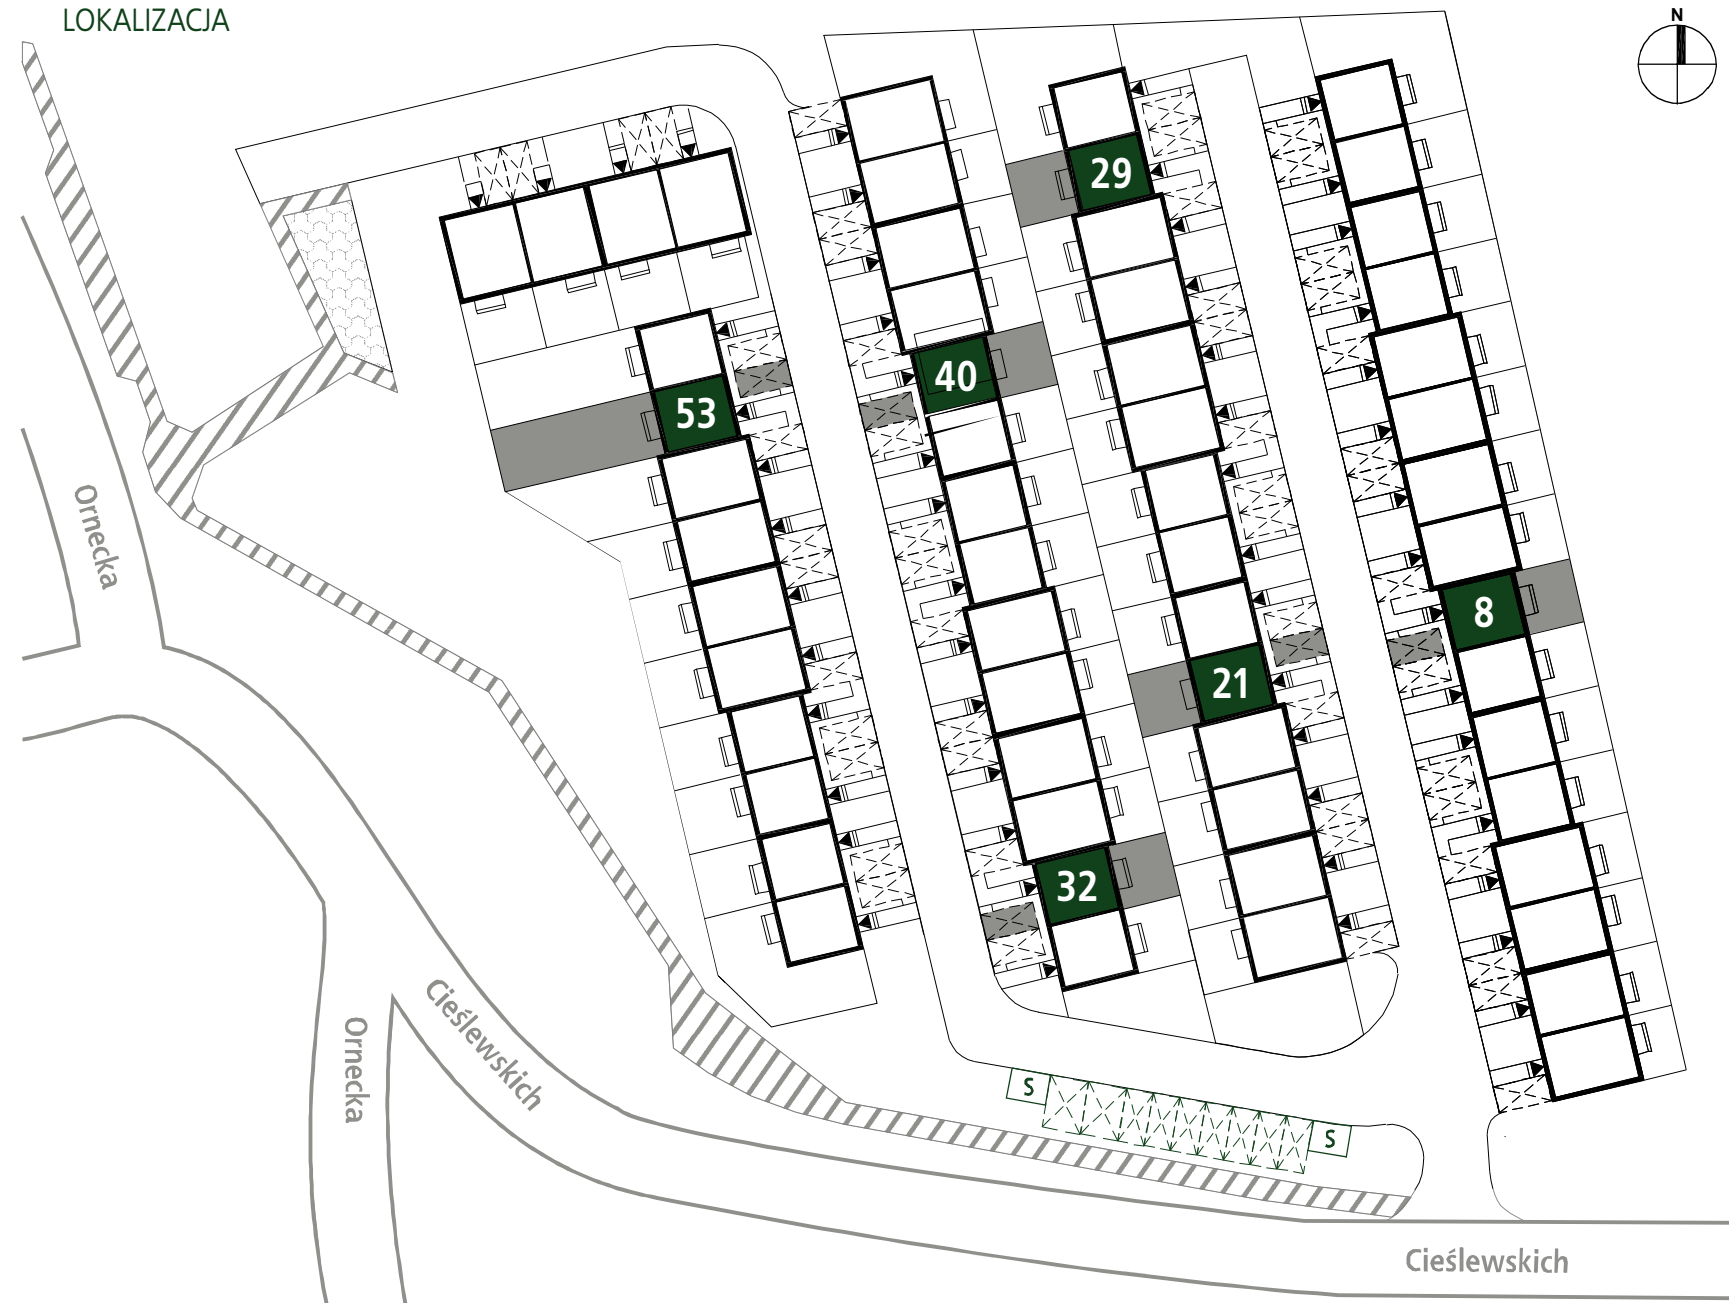 LOKALIZACJA
N
29
40
53
8
21
32
Ornecka
Cieślewskich
Ornecka
S
S
Cieślewskich